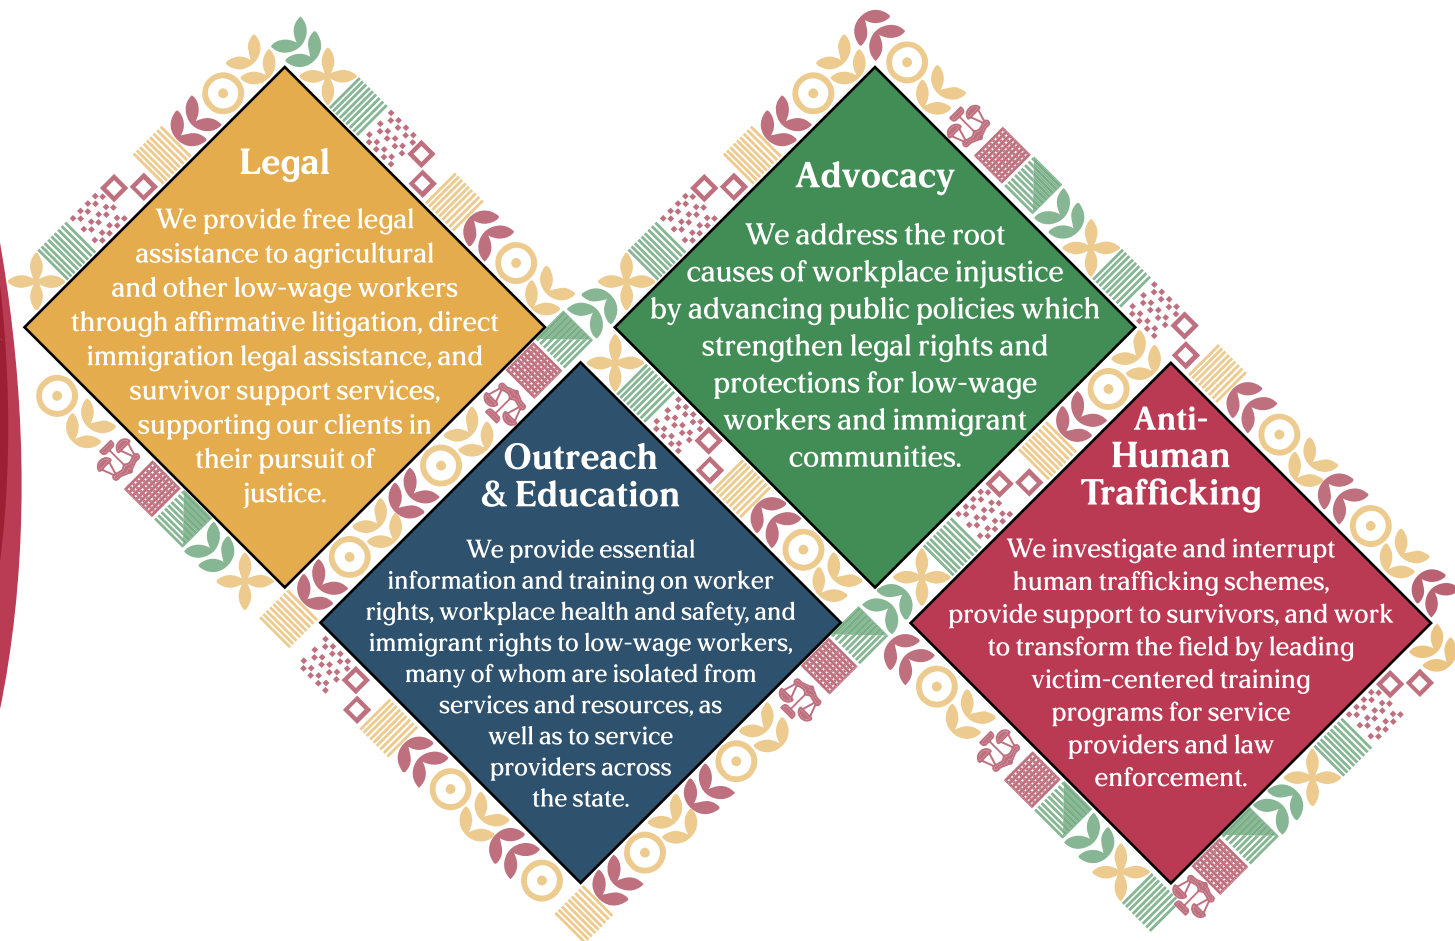 Legal
We provide free legal
assistance to agricultural
and other low-wage workers
through affirmative litigation, direct
immigration legal assistance, and
survivor support services,
supporting our clients in
their pursuit of
justice.
Outreach
& Education
We provide essential
information and training on worker
rights, workplace health and safety, and
immigrant rights to low-wage workers,
many of whom are isolated from
services and resources, as
well as to service
providers across
the state.
Advocacy
We address the root
causes of workplace injustice
by advancing public policies which
strengthen legal rights and
protections for low-wage
workers and immigrant
communities.
Anti-
Human
Trafficking
We investigate and interrupt
human trafficking schemes,
provide support to survivors, and work
to transform the field by leading
victim-centered training
programs for service
providers and law
enforcement.